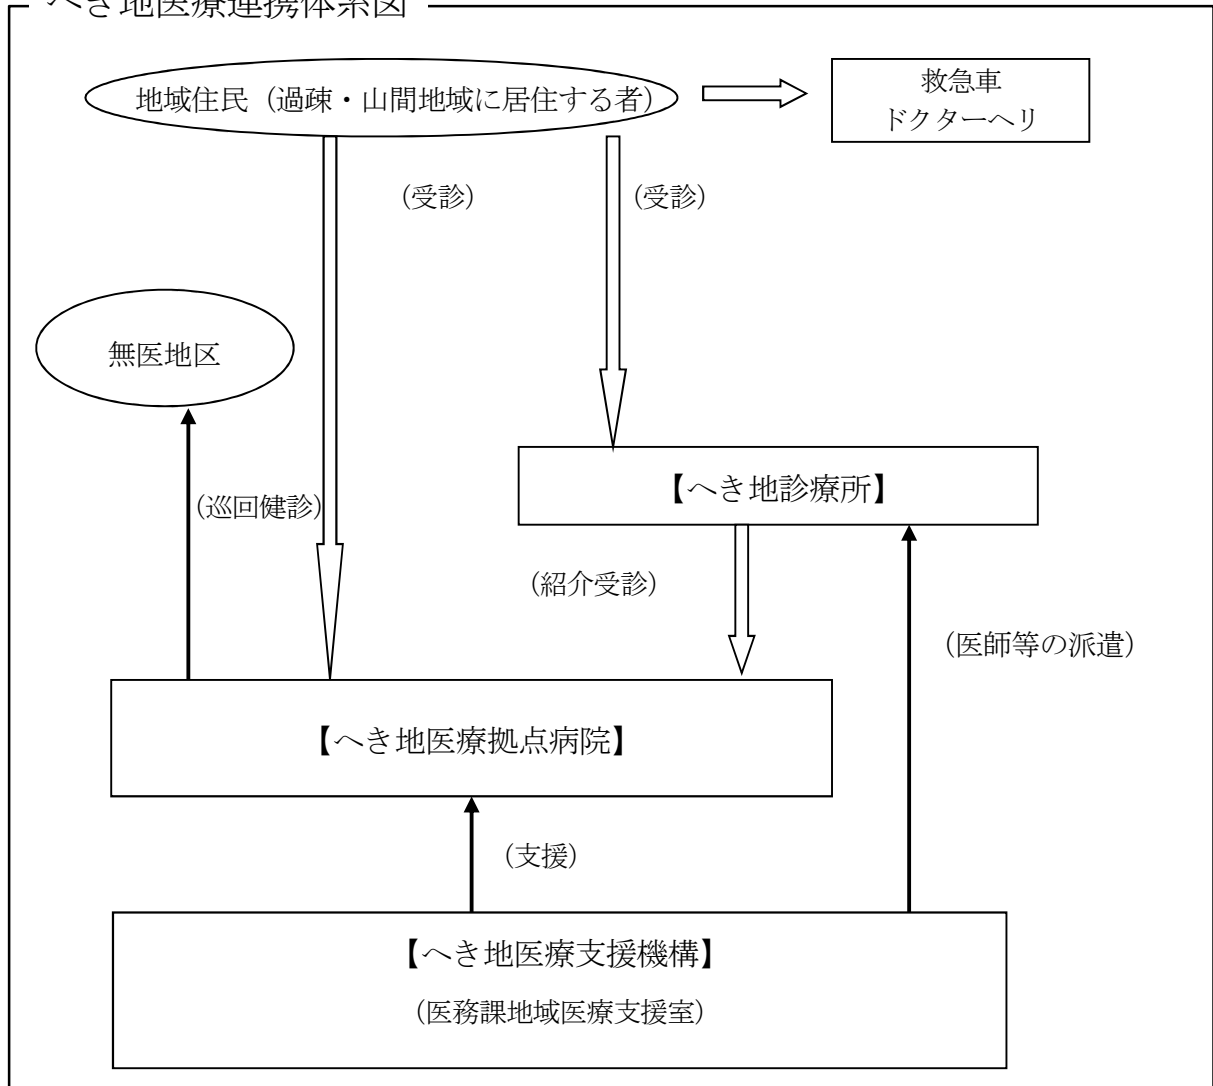 へき地医療連携体系図
地域住民（過疎・山間地域に居住する者）
救急車
ドクターヘリ
（受診）
（受診）
無医地区
【へき地診療所】
（巡回健診）
（紹介受診）
（医師等の派遣）
【へき地医療拠点病院】
（支援）
【へき地医療支援機構】
（医務課地域医療支援室）